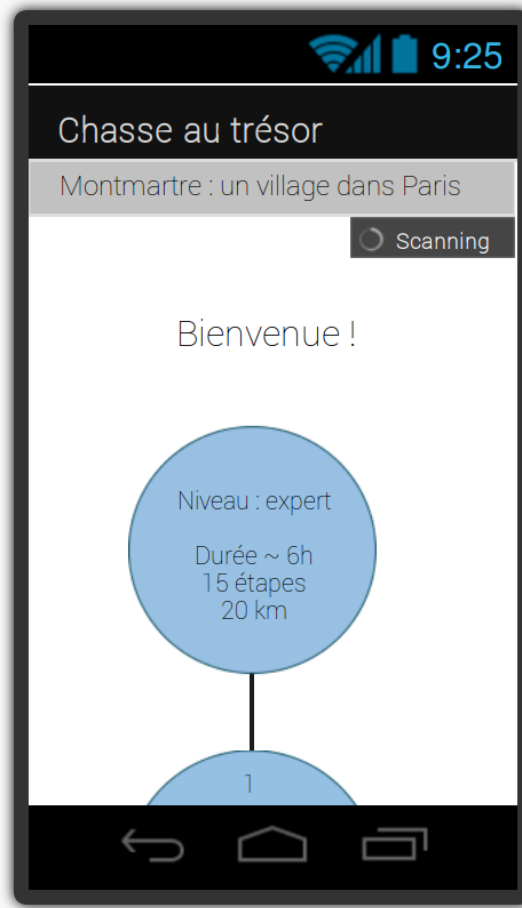 9:25
Chasse au trésor
Montmartre : un village dans Paris
Scanning
Bienvenue !
Niveau : expert
Durée ~ 6h
15 étapes
20 km
1